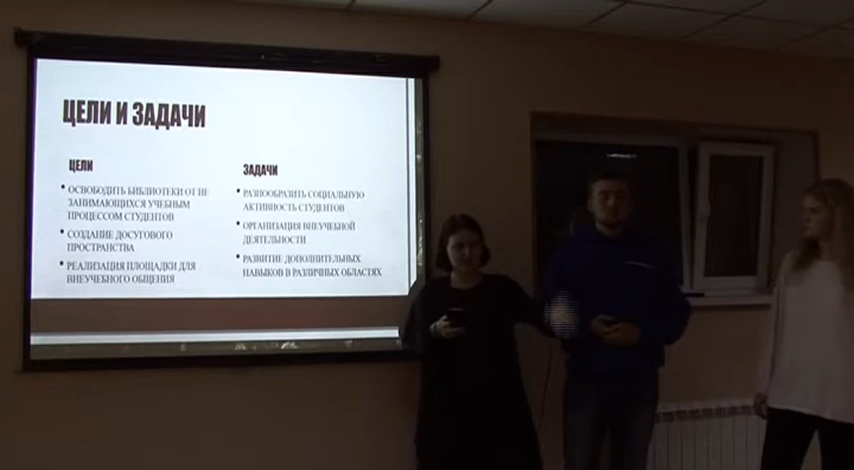 ЦЕЛИ И ЗАДАЧИ
ЦЕЛИ
• ОСВОБОДИТЬ БИБЛИОТЕКИ ОТ НЕ
ЗАНИМАЮЩИХСЯ УЧЕБНЫМ
ПРОЦЕССОМ СТУДЕНТОВ
• СОЗДАНИЕ ДОСУГОВОГО
ПРОСТРАНСТВА
• РЕАЛИЗАЦИЯ ПЛОЩАДКИ ДЛЯ
ВНЕУЧЕБНОГО ОБЩЕНИЯ
ЗАДАЧИ
• РАЗНООБРАЗИТЬ СОЦИАЛЬНУЮ
АКТИВНОСТЬ СТУДЕНТОВ
• ОРГАНИЗАЦИЯ ВНЕУЧЕБНОЙ
ДЕЯТЕЛЬНОСТИ
• РАЗВИТИЕ ДОПОЛНИТЕЛЬНЫХ
НАВЫКОВ В РАЗЛИЧНЫХ ОБЛАСТЯХ